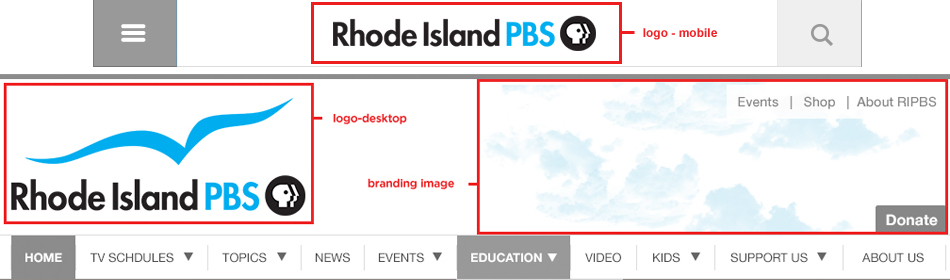 Rhode Island PBS
logo - mobile
Events | Shop | About RIPBS
logo-desktop
branding image
Rhode Island PBS
Donate
HOME TV SCHDULES ▼ TOPICS ▼ NEWS EVENTS ▼ EDUCATION ▼ VIDEO KIDS ▼ SUPPORT US ▼ ABOUT US